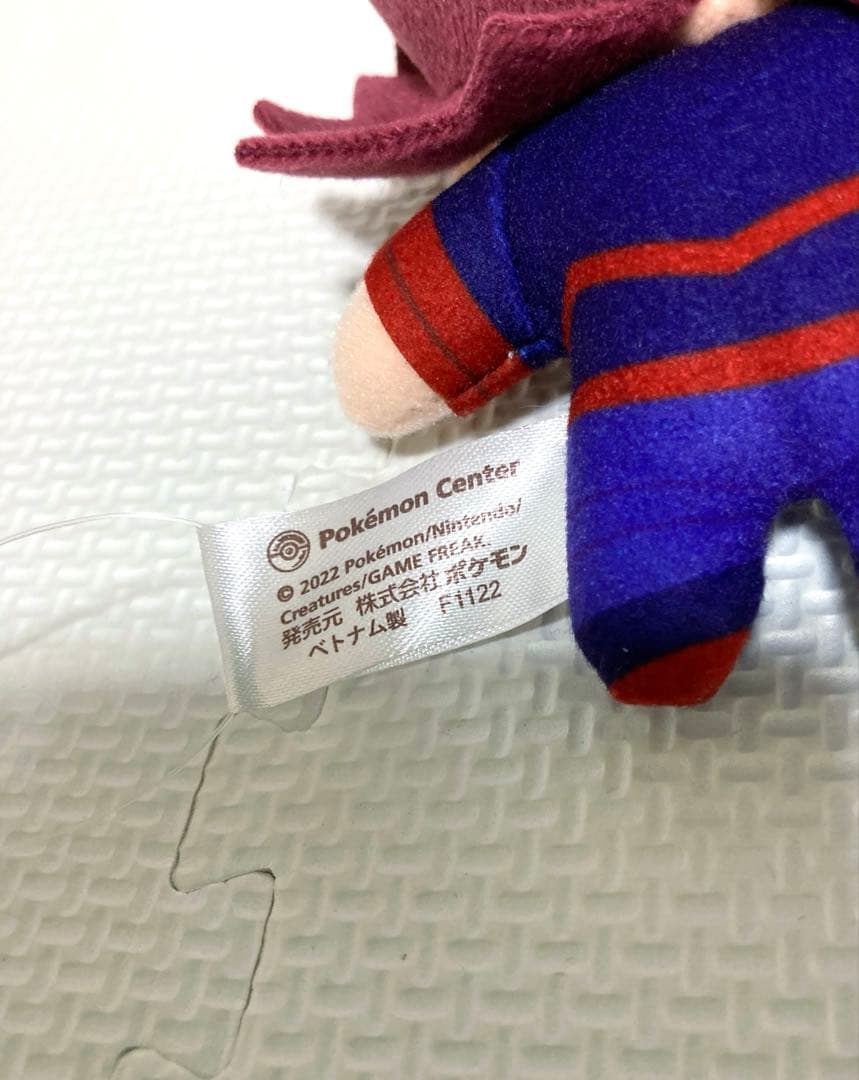 Pokémon Center
© 2022 Pokémon/Nintendo/
Creatures/GAME FREAK.
発売元 株式会社 ポケモン
ベトナム製 F1122